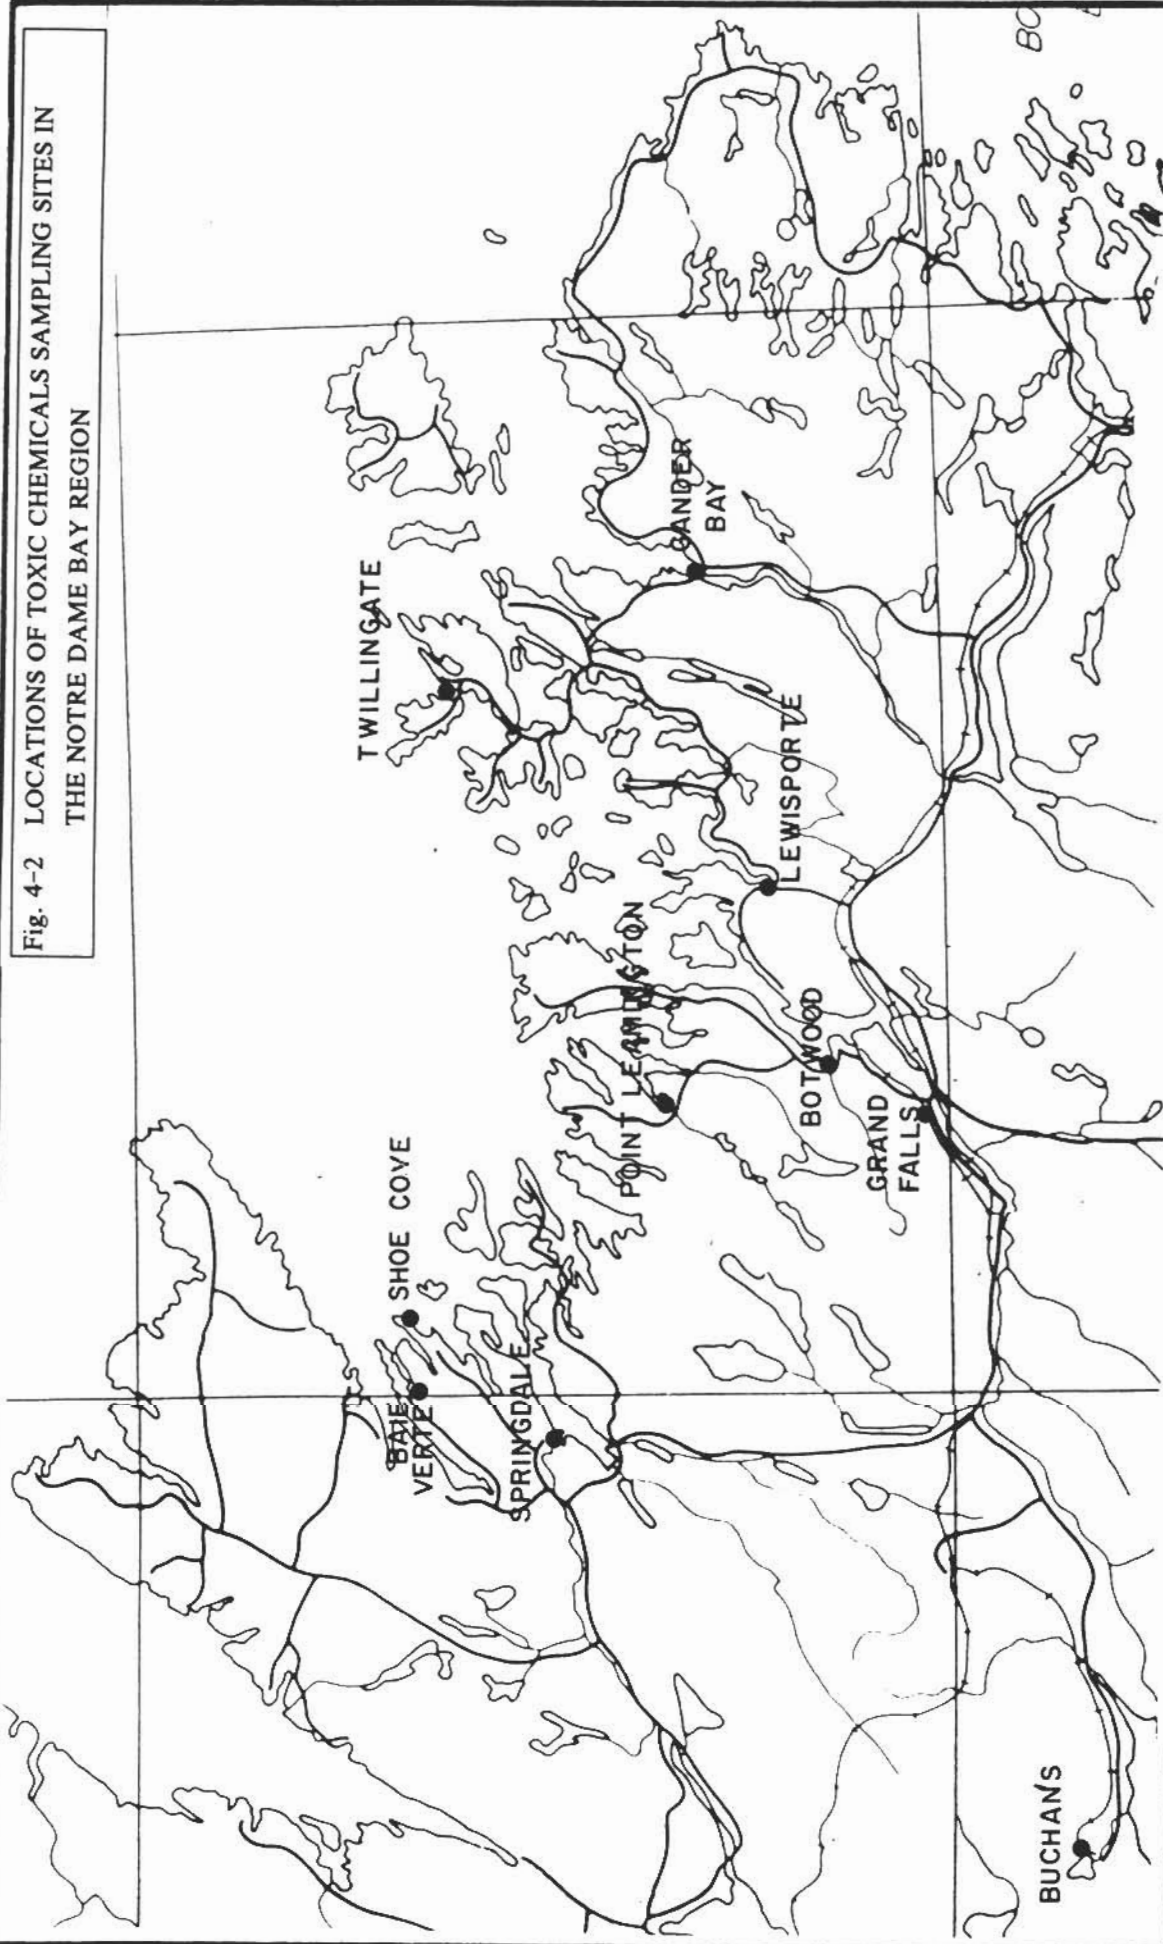 Fig. 4-2 LOCATIONS OF TOXIC CHEMICALS SAMPLING SITES IN
THE NOTRE DAME BAY REGION
TWILLINGATE
GANDER
BAY
LEWISPORTE
POINT LEAMINGTON
BOTWOOD
GRAND
FALLS
SHOE COVE
BAIE
VERTE
SPRINGDALE
BUCHANS
BO